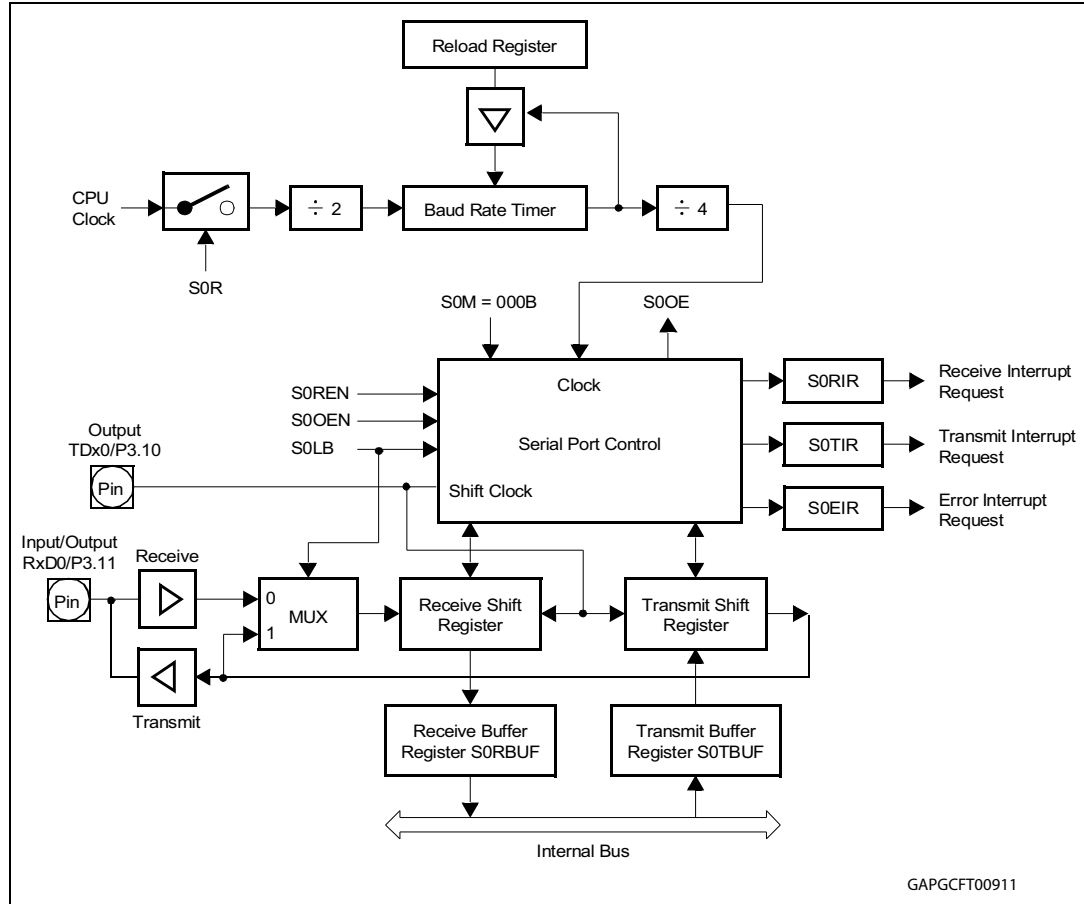 Reload Register
CPU
Clock
÷ 2
Baud Rate Timer
÷ 4
S0R
S0M = 000B
S0OE
Clock
S0REN
S0OEN
S0LB
Serial Port Control
Shift Clock
S0RIR
Receive Interrupt
Request
S0TIR
Transmit Interrupt
Request
S0EIR
Error Interrupt
Request
Output
TDx0/P3.10
Pin
Input/Output
RxD0/P3.11
Pin
Receive
0
MUX
1
Receive Shift
Register
Transmit Shift
Register
Transmit
Receive Buffer
Register S0RBUF
Transmit Buffer
Register S0TBUF
Internal Bus
GAPGCFT00911